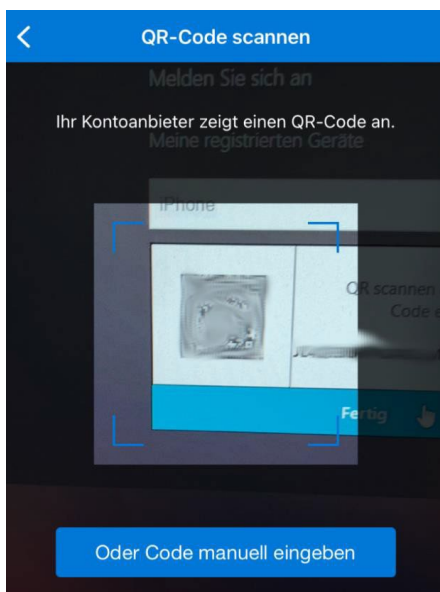 QR-Code scannen
Melden Sie sich an
Ihr Kontoanbieter zeigt einen QR-Code an.
Meine registrierten Geräte
iPhone
QR scannen
Code
Fertig
Oder Code manuell eingeben